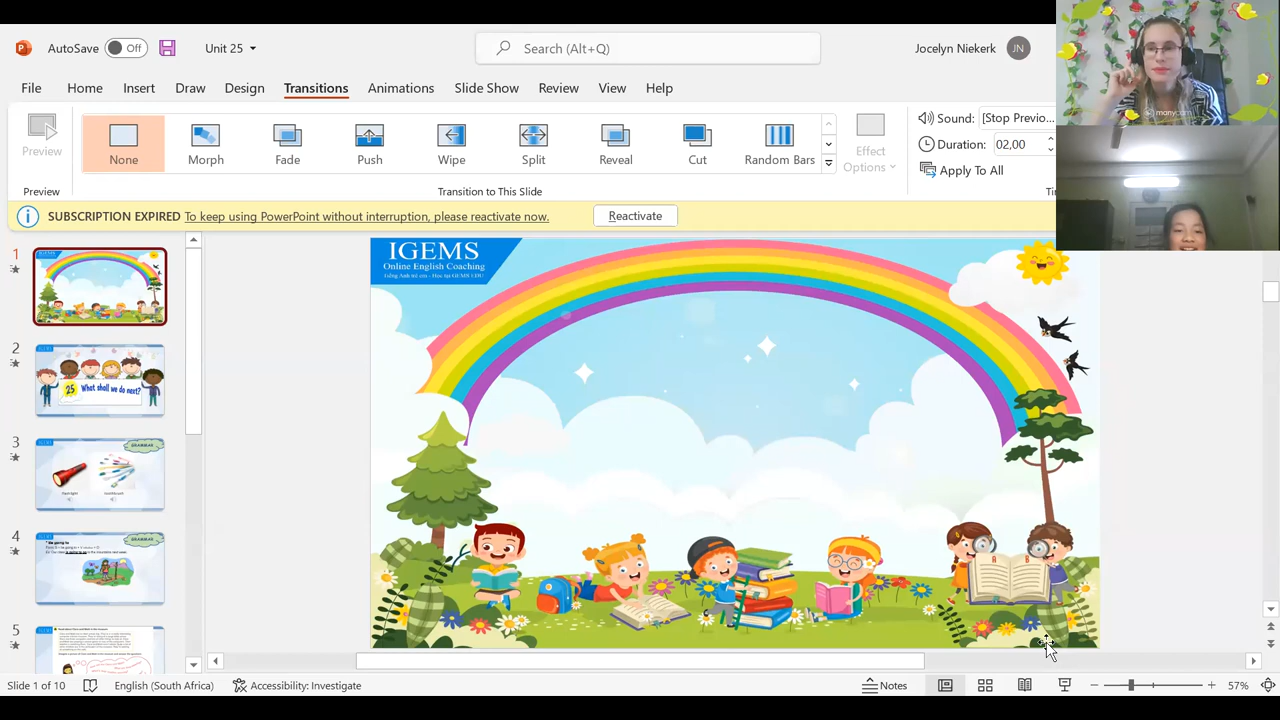 AutoSave Off Unit 25 Search (Alt+Q) Jocelyn Niekerk JN
File Home Insert Draw Design Transitions Animations Slide Show Review View Help
Preview None Morph Fade Push Wipe Split Reveal Cut Random Bars Effect Options
Sound: [Stop Previo...
Duration: 02,00
Apply To All
Preview Transition to This Slide
SUBSCRIPTION EXPIRED To keep using PowerPoint without interruption, please reactivate now. Reactivate
manycam
1
2
25 What shall we do next?
3
GRAMMAR
4
GRAMMAR
5
IGEMS
Online English Coaching
A B
Slide 1 of 10 English (South Africa) Accessibility: Investigate Notes 57%